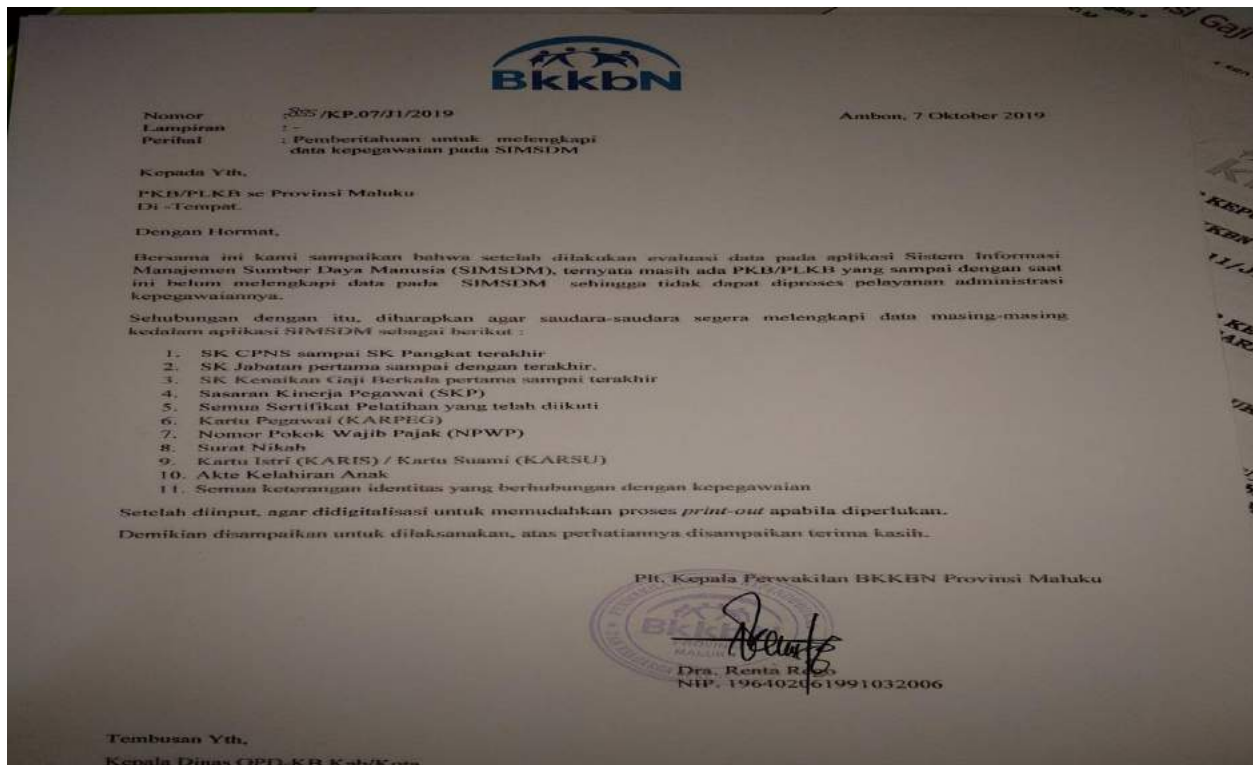 BkkbN
Nomor : /KP.07/J1/2019 Ambon, 7 Oktober 2019
Lampiran : -
Perihal : Pemberitahuan untuk melengkapi
data kepegawaian pada SIMSDM
Kepada Yth,
PKB/PLKB se Provinsi Maluku
Di -Tempat.
Dengan Hormat,
Bersama ini kami sampaikan bahwa setelah dilakukan evaluasi data pada aplikasi Sistem Informasi
Manajemen Sumber Daya Manusia (SIMSDM), ternyata masih ada PKB/PLKB yang sampai dengan saat
ini belum melengkapi data pada SIMSDM sehingga tidak dapat diproses pelayanan administrasi
kepegawaiannya.
Sehubungan dengan itu, diharapkan agar saudara-saudara segera melengkapi data masing-masing
kedalam aplikasi SIMSDM sebagai berikut :
1. SK CPNS sampai SK Pangkat terakhir
2. SK Jabatan pertama sampai dengan terakhir.
3. SK Kenaikan Gaji Berkala pertama sampai terakhir
4. Sasaran Kinerja Pegawai (SKP)
5. Semua Sertifikat Pelatihan yang telah diikuti
6. Kartu Pegawai (KARPEG)
7. Nomor Pokok Wajib Pajak (NPWP)
8. Surat Nikah
9. Kartu Istri (KARIS) / Kartu Suami (KARSU)
10. Akte Kelahiran Anak
11. Semua keterangan identitas yang berhubungan dengan kepegawaian
Setelah diinput, agar didigitalisasi untuk memudahkan proses print-out apabila diperlukan.
Demikian disampaikan untuk dilaksanakan, atas perhatiannya disampaikan terima kasih.
Plt. Kepala Perwakilan BKKBN Provinsi Maluku
Dra. Renta
NIP. 196402061991032006
Tembusan Yth,
Kepala Dinas OPD-KB Kab/Kota
Gaji